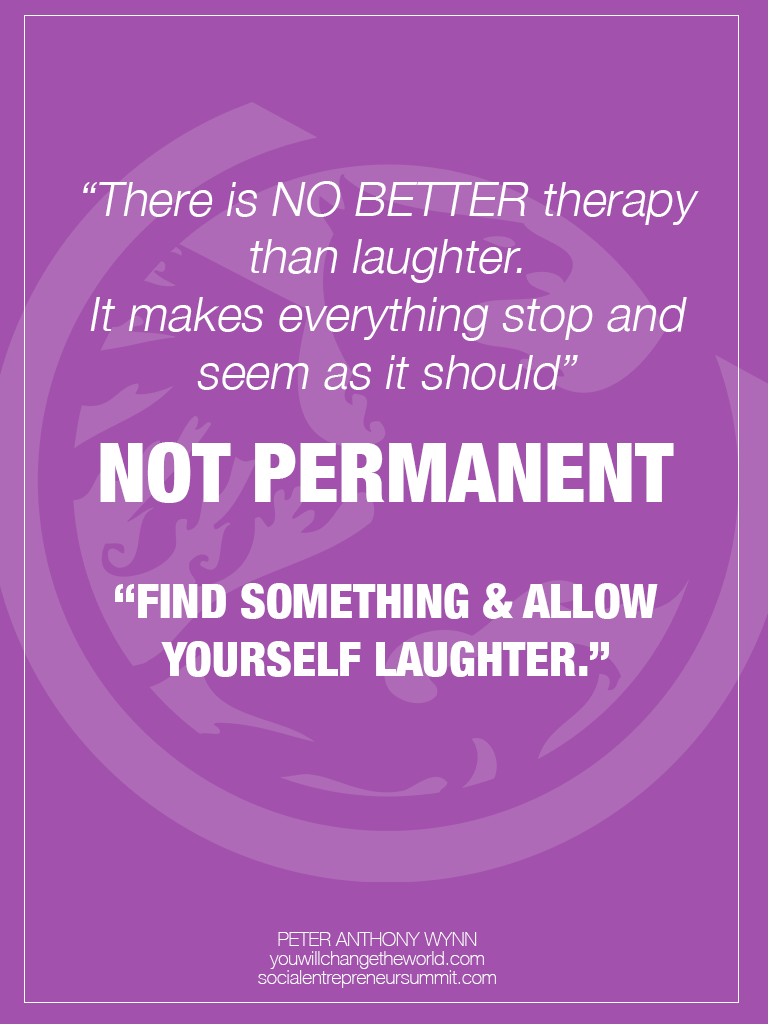 “There is NO BETTER therapy
than laughter.
It makes everything stop and
seem as it should”
NOT PERMANENT
“FIND SOMETHING & ALLOW
YOURSELF LAUGHTER.”
PETER ANTHONY WYNN
youwillchangetheworld.com
socialentrepreneursummit.com